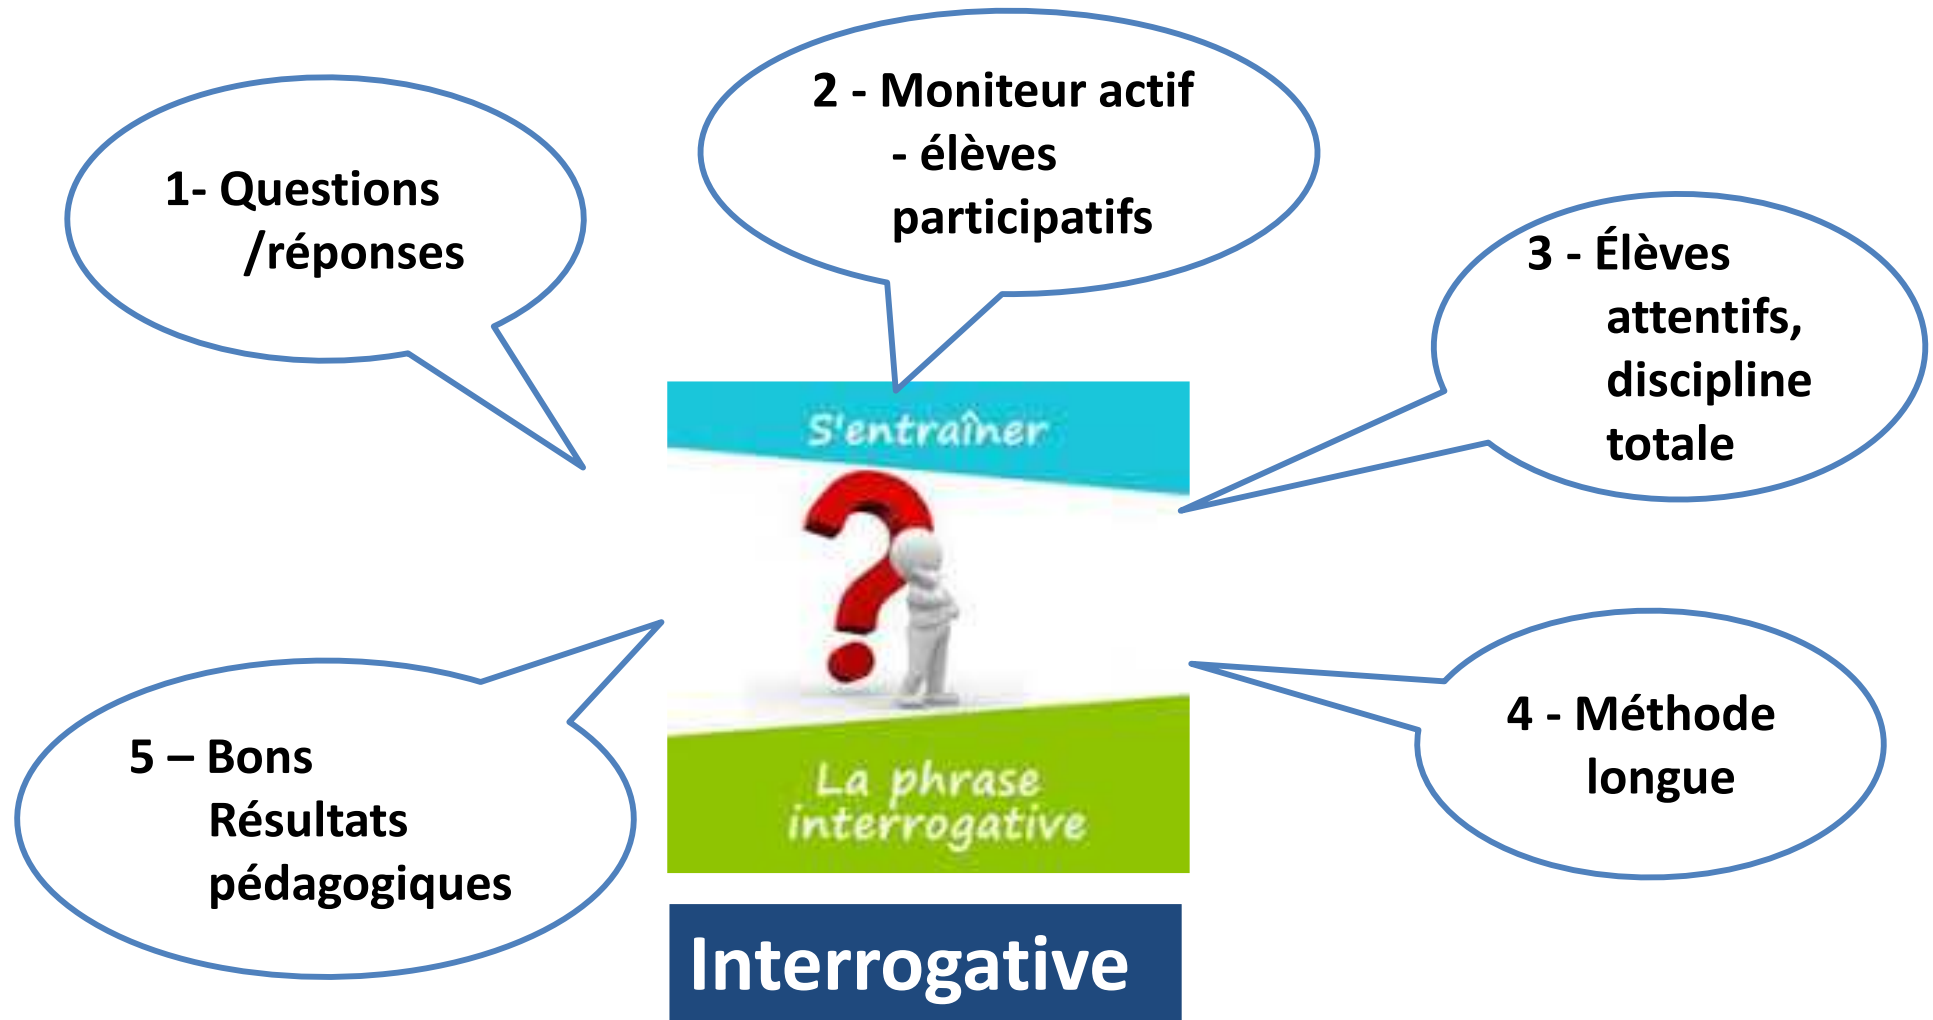 1- Questions
/réponses
2 - Moniteur actif
- élèves
participatifs
3 - Élèves
attentifs,
discipline
totale
S'entraîner
La phrase
interrogative
4 - Méthode
longue
5 – Bons
Résultats
pédagogiques
Interrogative